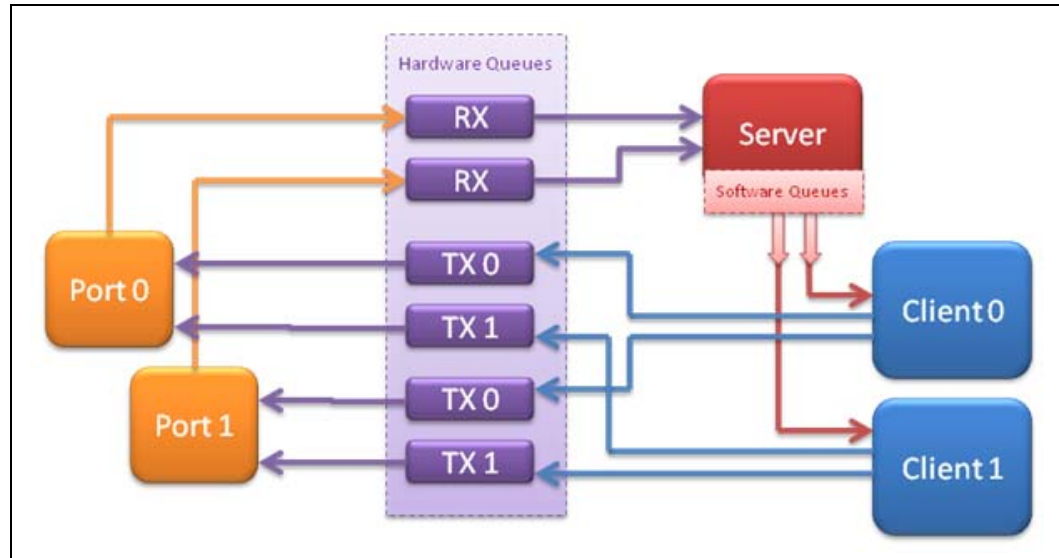 Hardware Queues
RX
RX
TX 0
TX 1
TX 0
TX 1
Server
Software Queues
Port 0
Port 1
Client 0
Client 1